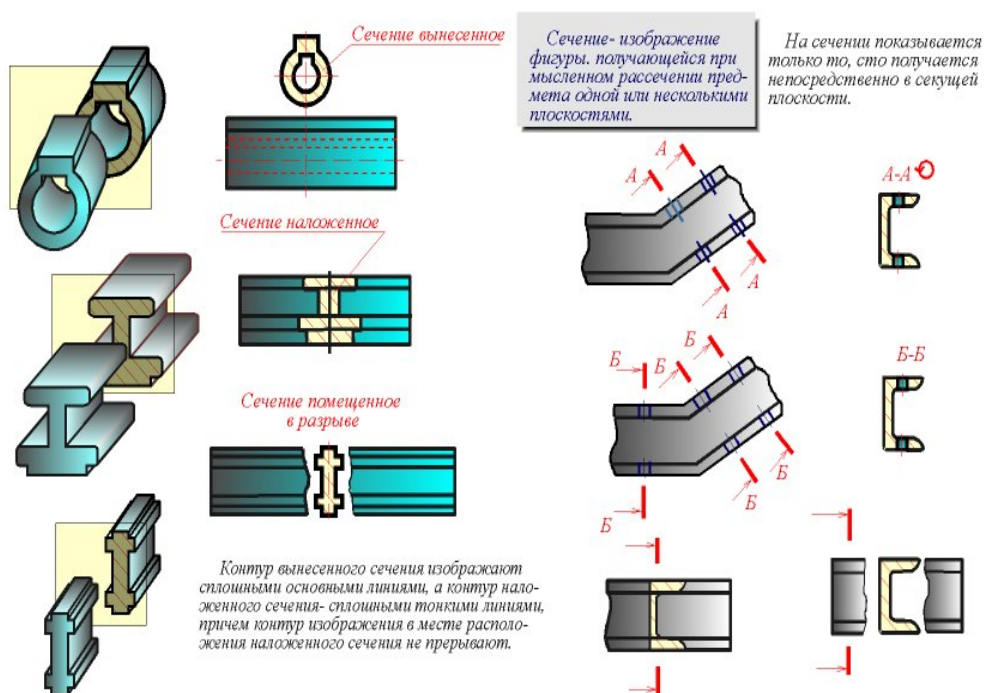 Сечение вынесенное
Сечение наложенное
Сечение помещенное
в разрыве
Контур вынесенного сечения изображают
сплошными основными линиями, а контур нало-
женного сечения- сплошными тонкими линиями,
причем контур изображения в месте располо-
жения наложенного сечения не прерывают.
Сечение- изображение
фигуры. получающейся при
мысленном рассечении пред-
мета одной или несколькими
плоскостями.
На сечении показывается
только то, сто получается
непосредственно в секущей
плоскости.
А
А
А
А
А-А
Б
Б
Б
Б
Б
Б
Б-Б